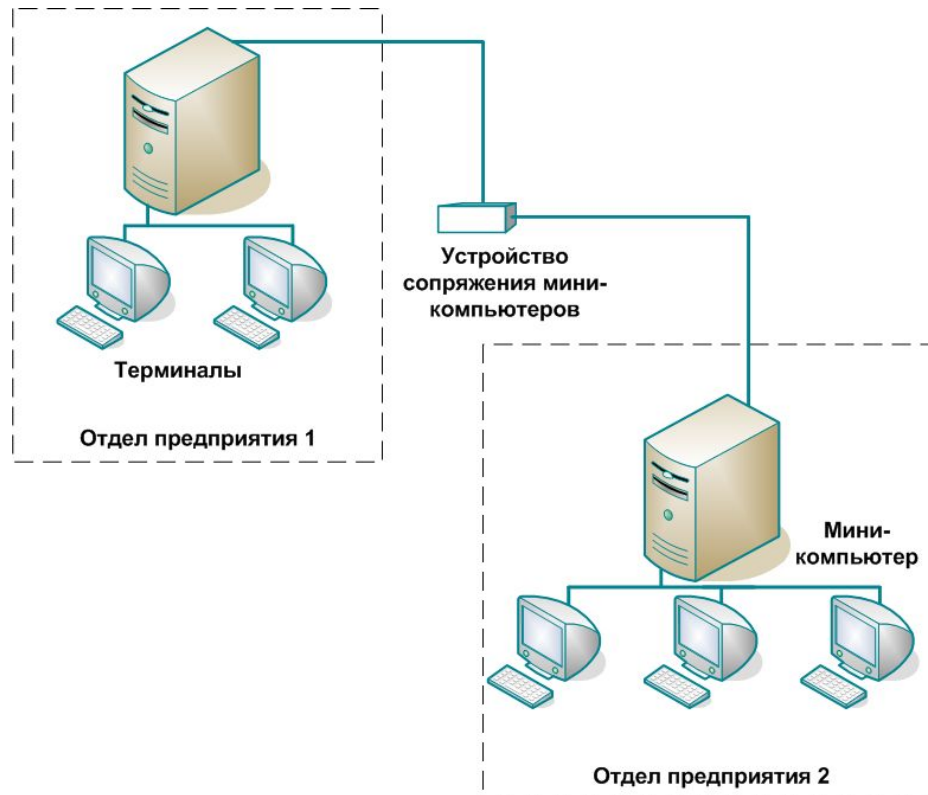 Устройство
сопряжения мини-
компьютеров
Терминалы
Отдел предприятия 1
Мини-
компьютер
Отдел предприятия 2